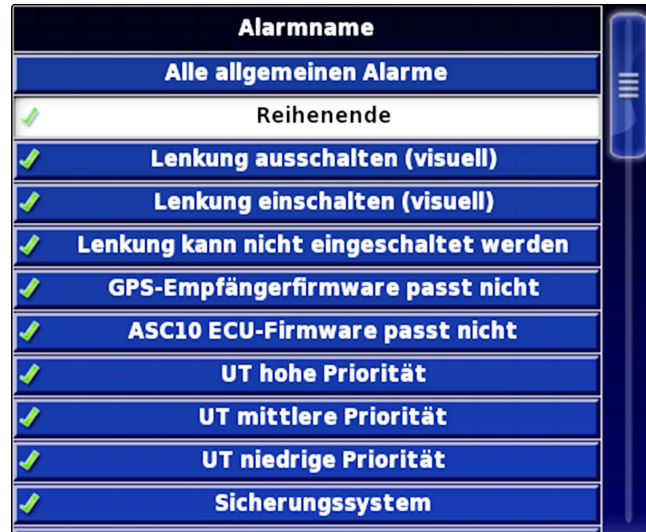 Alarmname
Alle allgemeinen Alarme
Reihenende
Lenkung ausschalten (visuell)
Lenkung einschalten (visuell)
Lenkung kann nicht eingeschaltet werden
GPS-Empfängerfirmware passt nicht
ASC10 ECU-Firmware passt nicht
UT hohe Priorität
UT mittlere Priorität
UT niedrige Priorität
Sicherungssystem